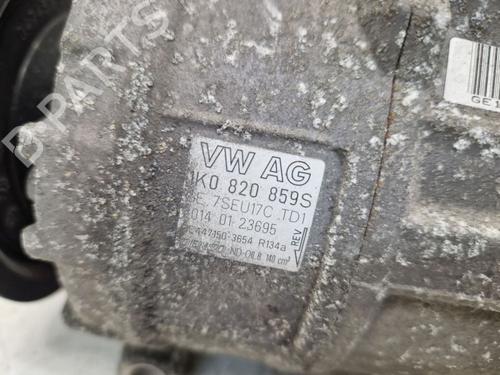 VW AG
1K0 820 859S
7SEU17C TD1
014 01 23695
447150-3654 R134a
ND-OIL8 140 cm³
REV
GE
B-PARTS